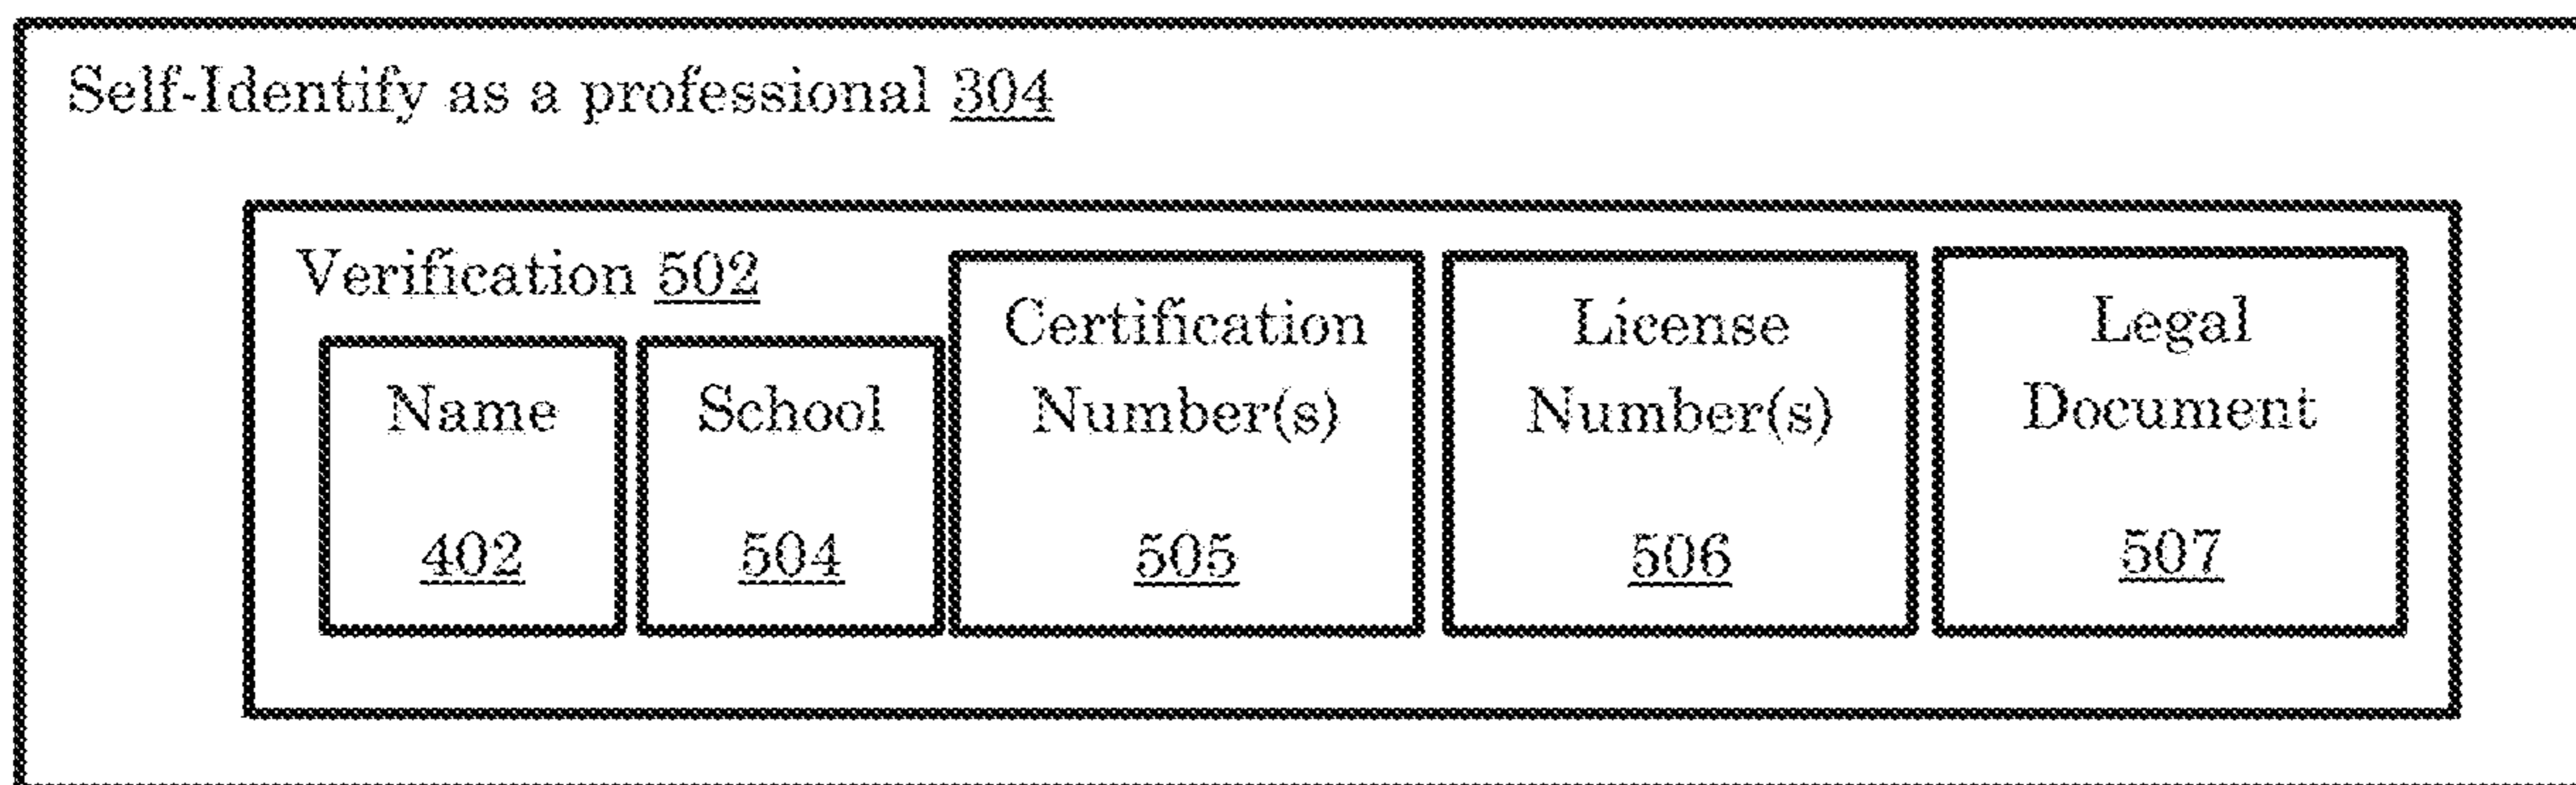 Self-Identify as a professional 304
Verification 502
Name
402
School
504
Certification
Number(s)
505
License
Number(s)
506
Legal
Document
507